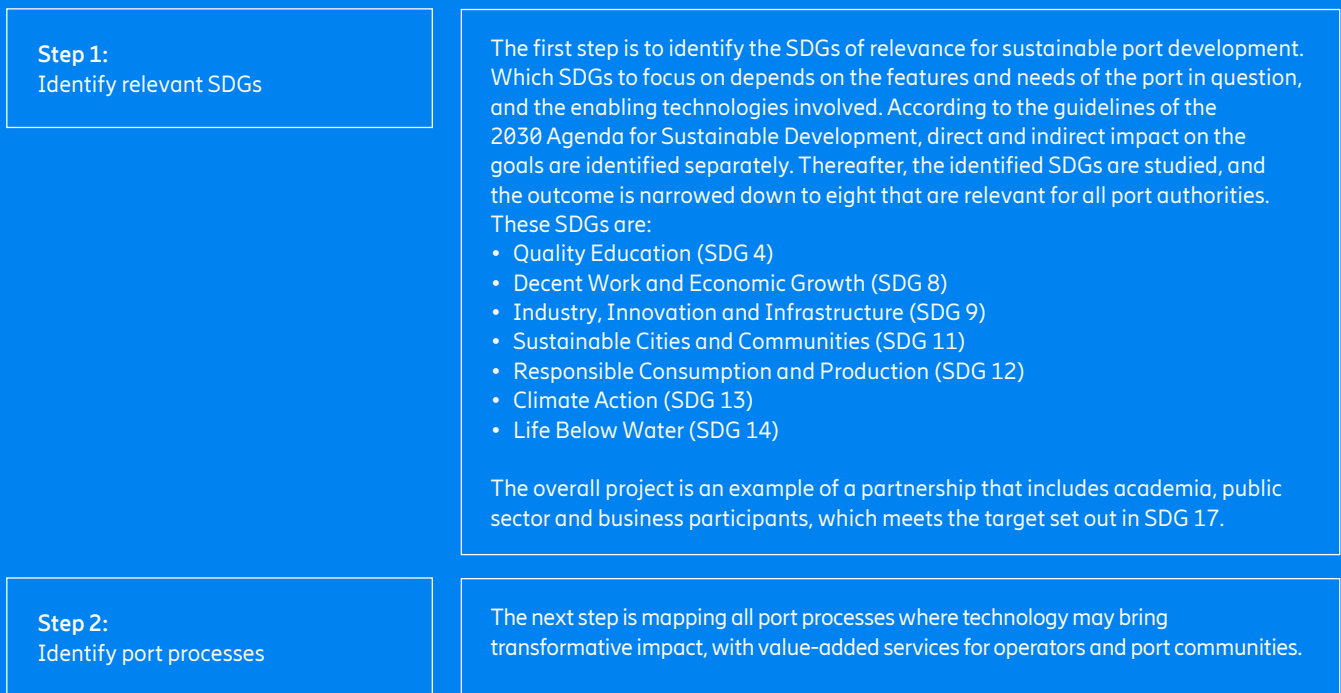 Step 1:
Identify relevant SDGs
The first step is to identify the SDGs of relevance for sustainable port development.
Which SDGs to focus on depends on the features and needs of the port in question,
and the enabling technologies involved. According to the guidelines of the
2030 Agenda for Sustainable Development, direct and indirect impact on the
goals are identified separately. Thereafter, the identified SDGs are studied, and
the outcome is narrowed down to eight that are relevant for all port authorities.
These SDGs are:
• Quality Education (SDG 4)
• Decent Work and Economic Growth (SDG 8)
• Industry, Innovation and Infrastructure (SDG 9)
• Sustainable Cities and Communities (SDG 11)
• Responsible Consumption and Production (SDG 12)
• Climate Action (SDG 13)
• Life Below Water (SDG 14)
The overall project is an example of a partnership that includes academia, public
sector and business participants, which meets the target set out in SDG 17.
Step 2:
Identify port processes
The next step is mapping all port processes where technology may bring
transformative impact, with value-added services for operators and port communities.